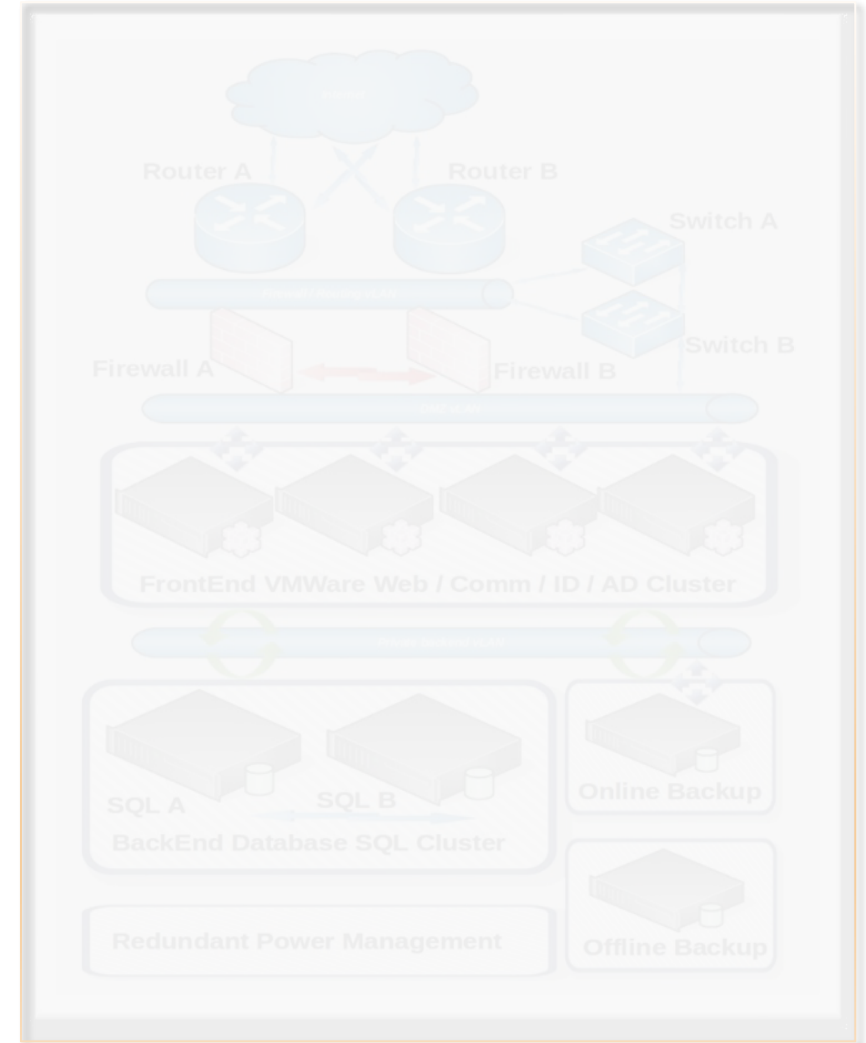 Router A
Router B
Switch A
Switch B
Firewall A
Firewall B
FrontEnd VMWare Web / Comm / ID / AD Cluster
SQL A
SQL B
BackEnd Database SQL Cluster
Online Backup
Redundant Power Management
Offline Backup